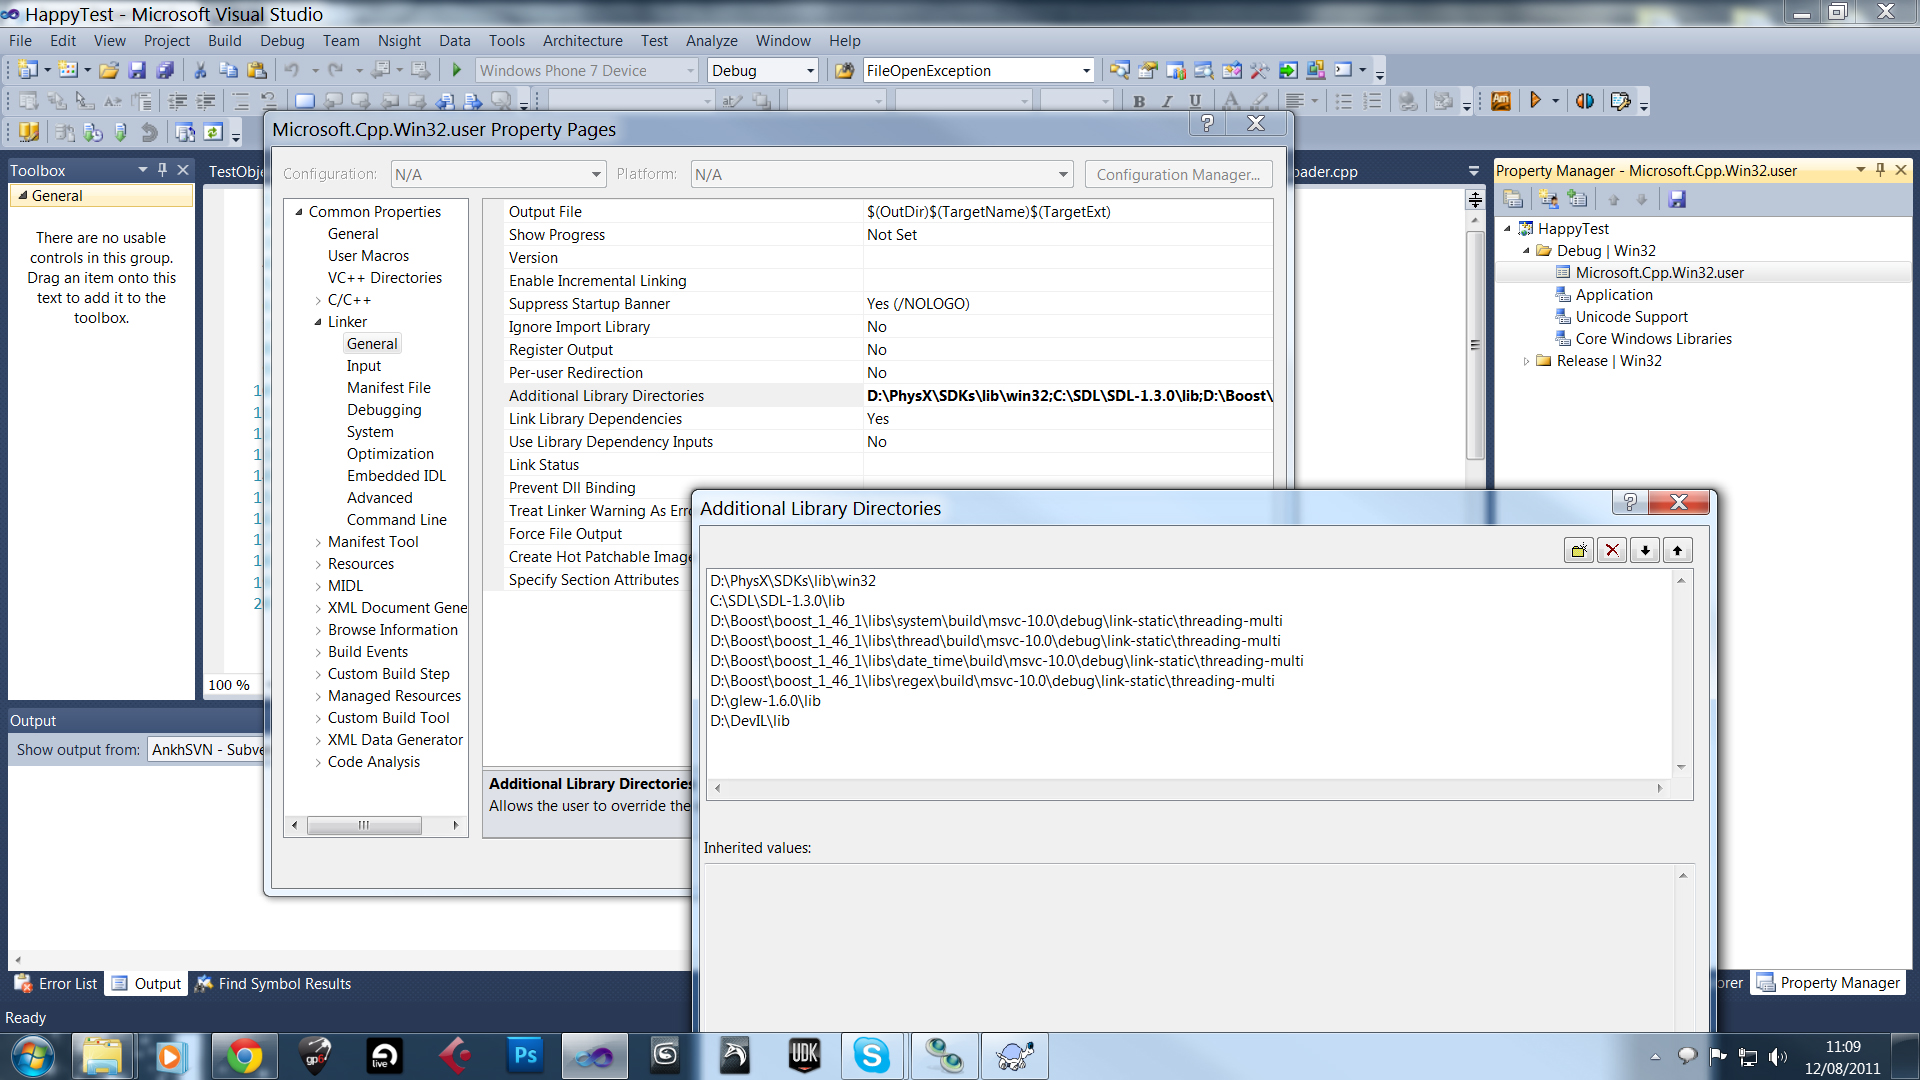 HappyTest - Microsoft Visual Studio
File Edit View Project Build Debug Team Nsight Data Tools Architecture Test Analyze Window Help
Windows Phone 7 Device Debug FileOpenException
Microsoft.Cpp.Win32.user Property Pages
Configuration: N/A Platform: N/A Configuration Manager...
Toolbox
General
There are no usable
controls in this group.
Drag an item onto this
text to add it to the
toolbox.
TestObje
oader.cpp
100 %
Common Properties
General
User Macros
VC++ Directories
C/C++
Linker
General
Input
Manifest File
Debugging
System
Optimization
Embedded IDL
Advanced
Command Line
Manifest Tool
Resources
MIDL
XML Document Gene
Browse Information
Build Events
Custom Build Step
Managed Resources
Custom Build Tool
XML Data Generator
Code Analysis
Output File $(OutDir)$(TargetName)$(TargetExt)
Show Progress Not Set
Version
Enable Incremental Linking
Suppress Startup Banner Yes (/NOLOGO)
Ignore Import Library No
Register Output No
Per-user Redirection No
Additional Library Directories D:\PhysX\SDKs\lib\win32;C:\SDL\SDL-1.3.0\lib;D:\Boost\
Link Library Dependencies Yes
Use Library Dependency Inputs No
Link Status
Prevent Dll Binding
Treat Linker Warning As Erro
Force File Output
Create Hot Patchable Image
Specify Section Attributes
Additional Library Directories
Allows the user to override the
Additional Library Directories
D:\PhysX\SDKs\lib\win32
C:\SDL\SDL-1.3.0\lib
D:\Boost\boost_1_46_1\libs\system\build\msvc-10.0\debug\link-static\threading-multi
D:\Boost\boost_1_46_1\libs\thread\build\msvc-10.0\debug\link-static\threading-multi
D:\Boost\boost_1_46_1\libs\date_time\build\msvc-10.0\debug\link-static\threading-multi
D:\Boost\boost_1_46_1\libs\regex\build\msvc-10.0\debug\link-static\threading-multi
D:\glew-1.6.0\lib
D:\DevIL\lib
Inherited values:
Property Manager - Microsoft.Cpp.Win32.user
HappyTest
Debug | Win32
Microsoft.Cpp.Win32.user
Application
Unicode Support
Core Windows Libraries
Release | Win32
Output
Show output from: AnkhSVN - Subve
Error List Output Find Symbol Results
orer Property Manager
Ready
gp6 live Ps UDK
11:09
12/08/2011